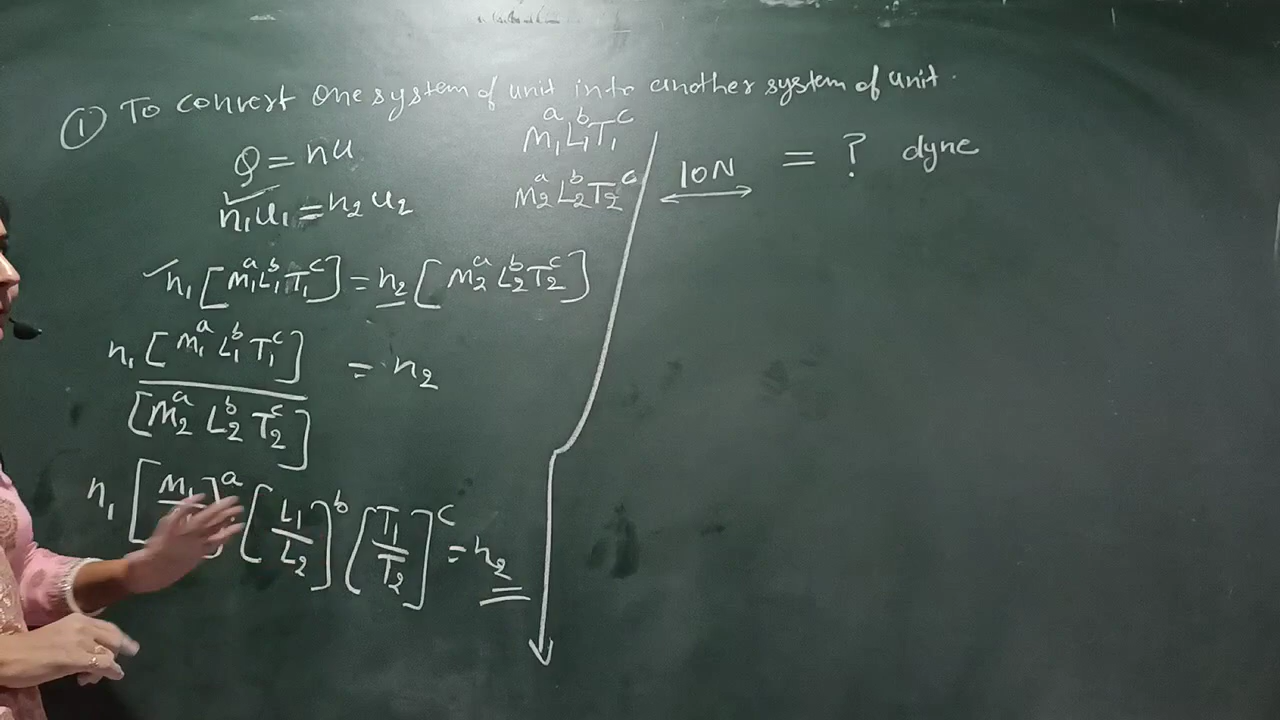 ① To convert one system of unit into another system of unit.
Q = nu
n₁u₁ = n₂u₂
M₁ᵃL₁ᵇT₁ᶜ
M₂ᵃL₂ᵇT₂ᶜ
n₁[M₁ᵃL₁ᵇT₁ᶜ] = n₂[M₂ᵃL₂ᵇT₂ᶜ]
n₁[M₁ᵃL₁ᵇT₁ᶜ] / [M₂ᵃL₂ᵇT₂ᶜ] = n₂
n₁[M₁/ ]ᵃ[L₁/L₂]ᵇ[T₁/T₂]ᶜ = n₂
10N = ? dyne